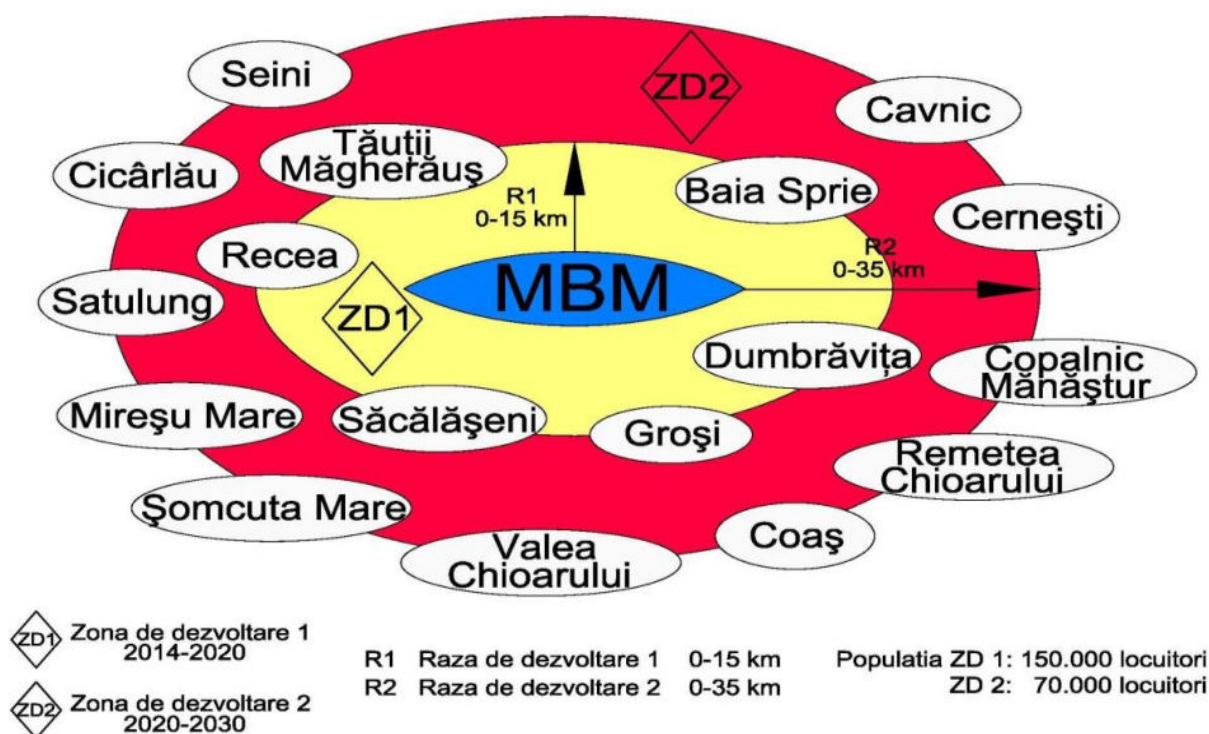 Seini
ZD2
Cavnic
Tăuţii
Măgherăuş
Cicârlău
Baia Sprie
R1
0-15 km
Cerneşti
Recea
R2
0-35 km
Satulung
MBM
ZD1
Dumbrăviţa
Copalnic
Mănăştur
Mireşu Mare
Săcălăşeni
Groşi
Remetea
Chioarului
Şomcuta Mare
Coaş
Valea
Chioarului
ZD1 Zona de dezvoltare 1
2014-2020
ZD2 Zona de dezvoltare 2
2020-2030
R1 Raza de dezvoltare 1 0-15 km
R2 Raza de dezvoltare 2 0-35 km
Populatia ZD 1: 150.000 locuitori
ZD 2: 70.000 locuitori